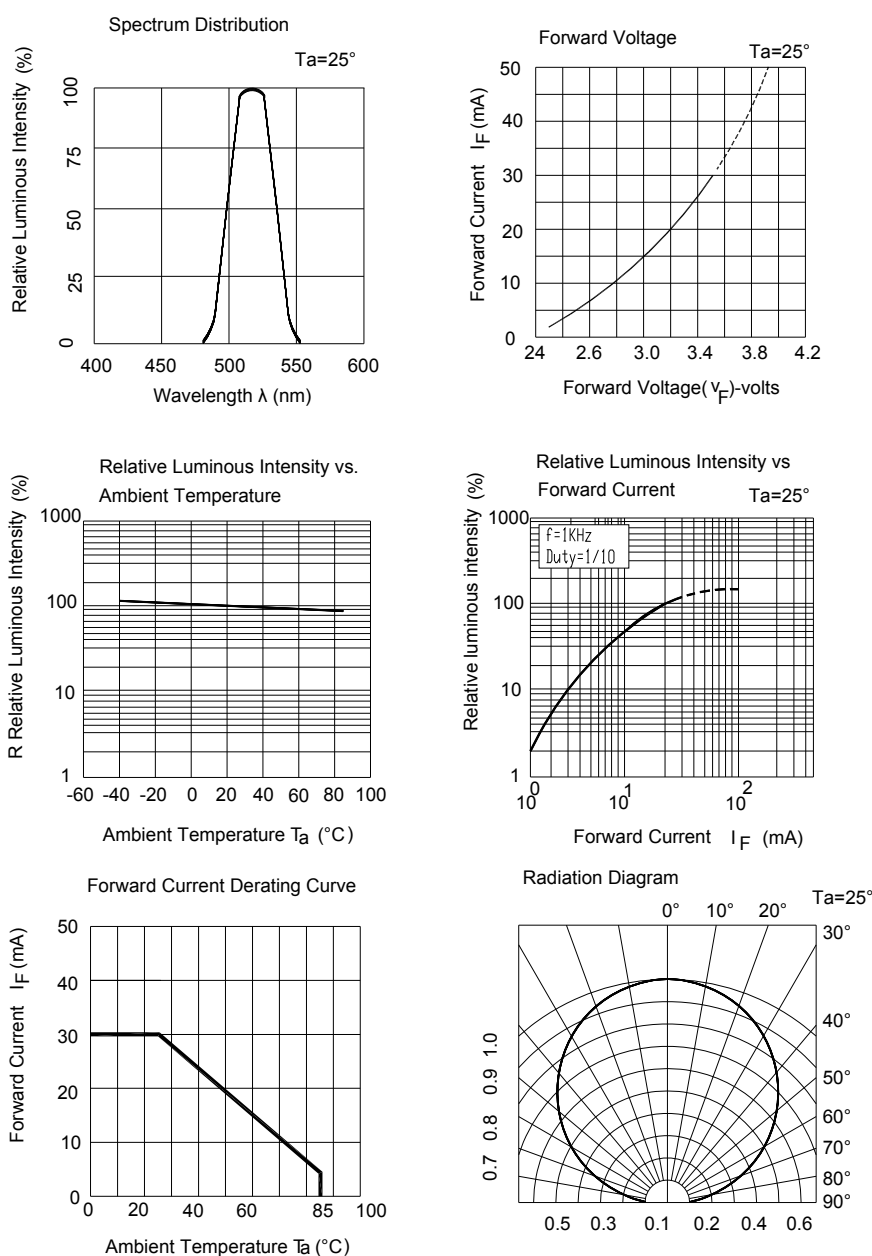 Spectrum Distribution
Ta=25°
Relative Luminous Intensity (%)
100
75
50
25
0
400 450 500 550 600
Wavelength λ (nm)
Forward Voltage
Ta=25°
Forward Current IF (mA)
50
40
30
20
10
0
24 2.6 3.0 3.4 3.8 4.2
Forward Voltage(VF)-volts
Relative Luminous Intensity vs.
Ambient Temperature
R Relative Luminous Intensity (%)
1000
100
10
1
-60 -40 -20 0 20 40 60 80 100
Ambient Temperature Ta (°C)
Relative Luminous Intensity vs
Forward Current
Ta=25°
Relative luminous intensity (%)
1000
f=1KHz
Duty=1/10
100
10
1
10^0 10^1 10^2
Forward Current IF (mA)
Forward Current Derating Curve
Forward Current IF (mA)
50
40
30
20
10
0
0 20 40 60 85 100
Ambient Temperature Ta (°C)
Radiation Diagram
Ta=25°
0° 10° 20°
30°
40°
50°
60°
70°
80°
90°
1.0
0.9
0.8
0.7
0.5 0.3 0.1 0.2 0.4 0.6